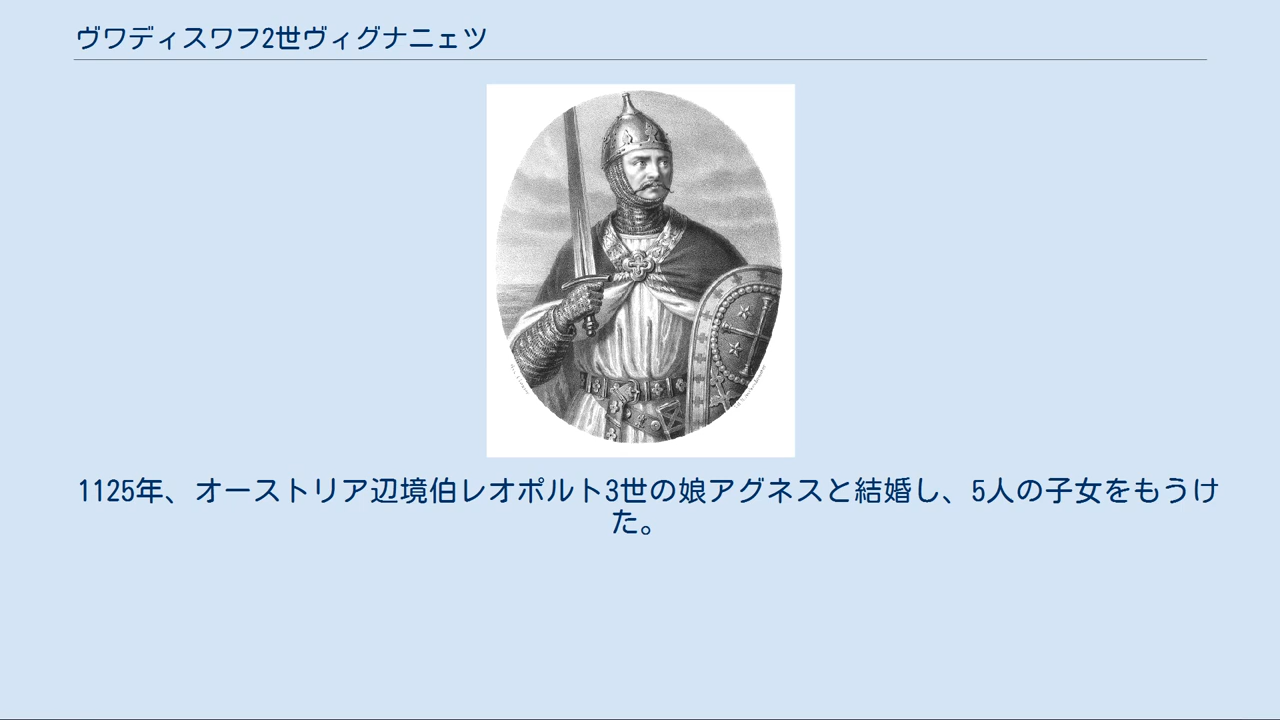 ヴワディスワフ2世ヴィグナニェツ
1125年、オーストリア辺境伯レオポルト3世の娘アグネスと結婚し、5人の子女をもうけ
た。